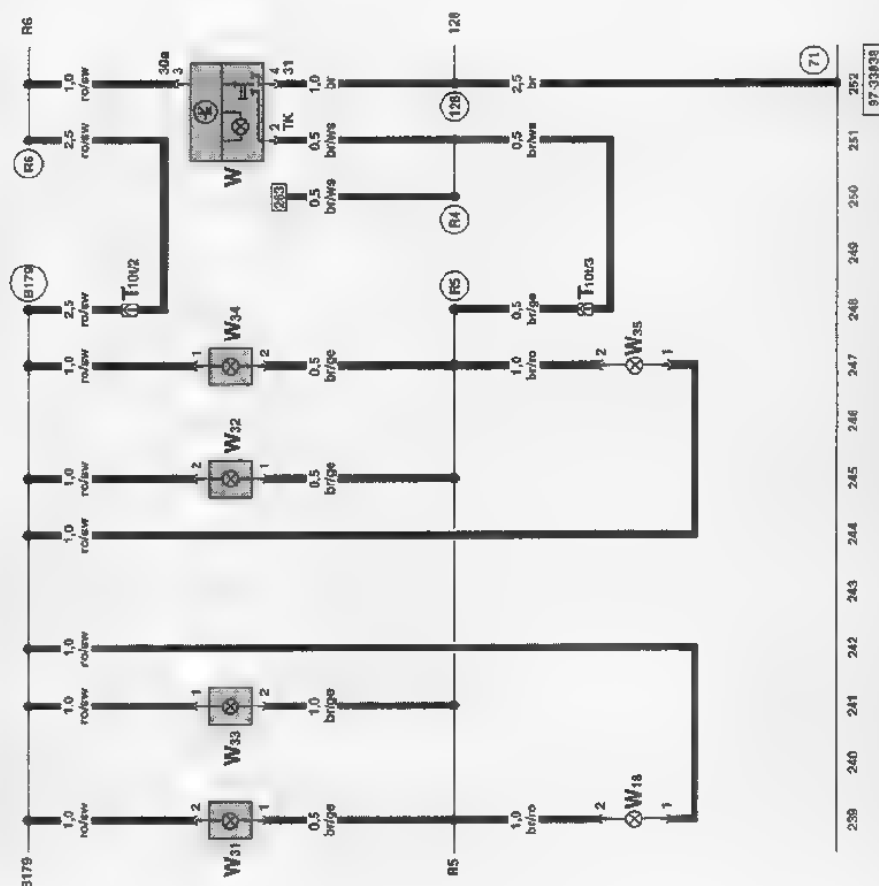 B179 B179 R6 R6
1,0 1,0 1,0 1,0 1,0 1,0 2,5 2,5 1,0
ro/sw ro/sw ro/sw ro/sw ro/sw ro/sw ro/sw ro/sw ro/sw
T10t/2
30a
3
2 1 2 1
W31 W33 W32 W34 W
1 2 1 2 2 4
263 TK 31
0,5 1,0 0,5 0,5 0,5 0,5 1,0
br/ge br/ge br/ge br/ge br/ws br/ws br
R5 R5 R4 128 128
1,0 1,0 0,5 0,5 2,5
br/ro br/ro br/ge br/ws br
T10t/3
2 2
W18 W35
1 1
71
239 240 241 242 243 244 245 246 247 248 249 250 251 252
97-33838